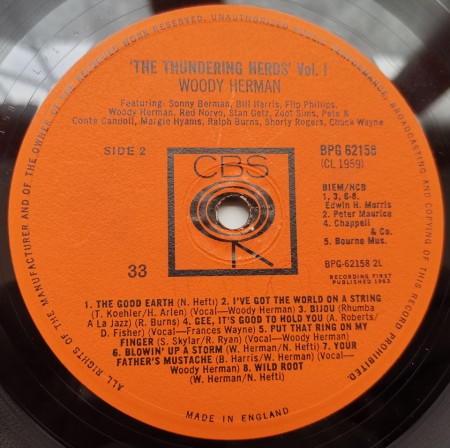 ALL RIGHTS OF THE MANUFACTURER AND OF THE OWNER OF THE RECORDED WORK RESERVED. UNAUTHORISED PUBLIC PERFORMANCE, BROADCASTING AND COPYING OF THIS RECORD PROHIBITED.
'THE THUNDERING HERDS' Vol. 1
WOODY HERMAN
Featuring: Sonny Berman, Bill Harris, Flip Phillips,
Woody Herman, Red Norvo, Stan Getz, Zoot Sims, Pete &
Conte Candoli, Margie Hyams, Ralph Burns, Shorty Rogers, Chuck Wayne
SIDE 2
CBS
BPG 62158
(CL 1959)
BIEM/NCB
1, 3, 6-8.
Edwin H. Morris
2. Peter Maurice
4. Chappell
& Co.
5. Bourne Mus.
BPG-62158 2L
33
RECORDING FIRST
PUBLISHED 1963
1. THE GOOD EARTH (N. Hefti) 2. I'VE GOT THE WORLD ON A STRING
(T. Koehler/H. Arlen) (Vocal—Woody Herman) 3. BIJOU (Rhumba
A La Jazz) (R. Burns) 4. GEE, IT'S GOOD TO HOLD YOU (A. Roberts/
D. Fisher) (Vocal—Frances Wayne) 5. PUT THAT RING ON MY
FINGER (S. Skylar/R. Ryan) (Vocal—Woody Herman)
6. BLOWIN' UP A STORM (W. Herman/N. Hefti) 7. YOUR
FATHER'S MUSTACHE (B. Harris/W. Herman) (Vocal—
Woody Herman) 8. WILD ROOT
(W. Herman/N. Hefti)
MADE IN ENGLAND